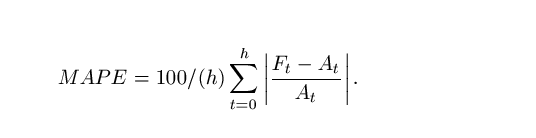 MAPE = 100/(h) \sum_{t=0}^{h} \left| \frac{F_t - A_t}{A_t} \right|.